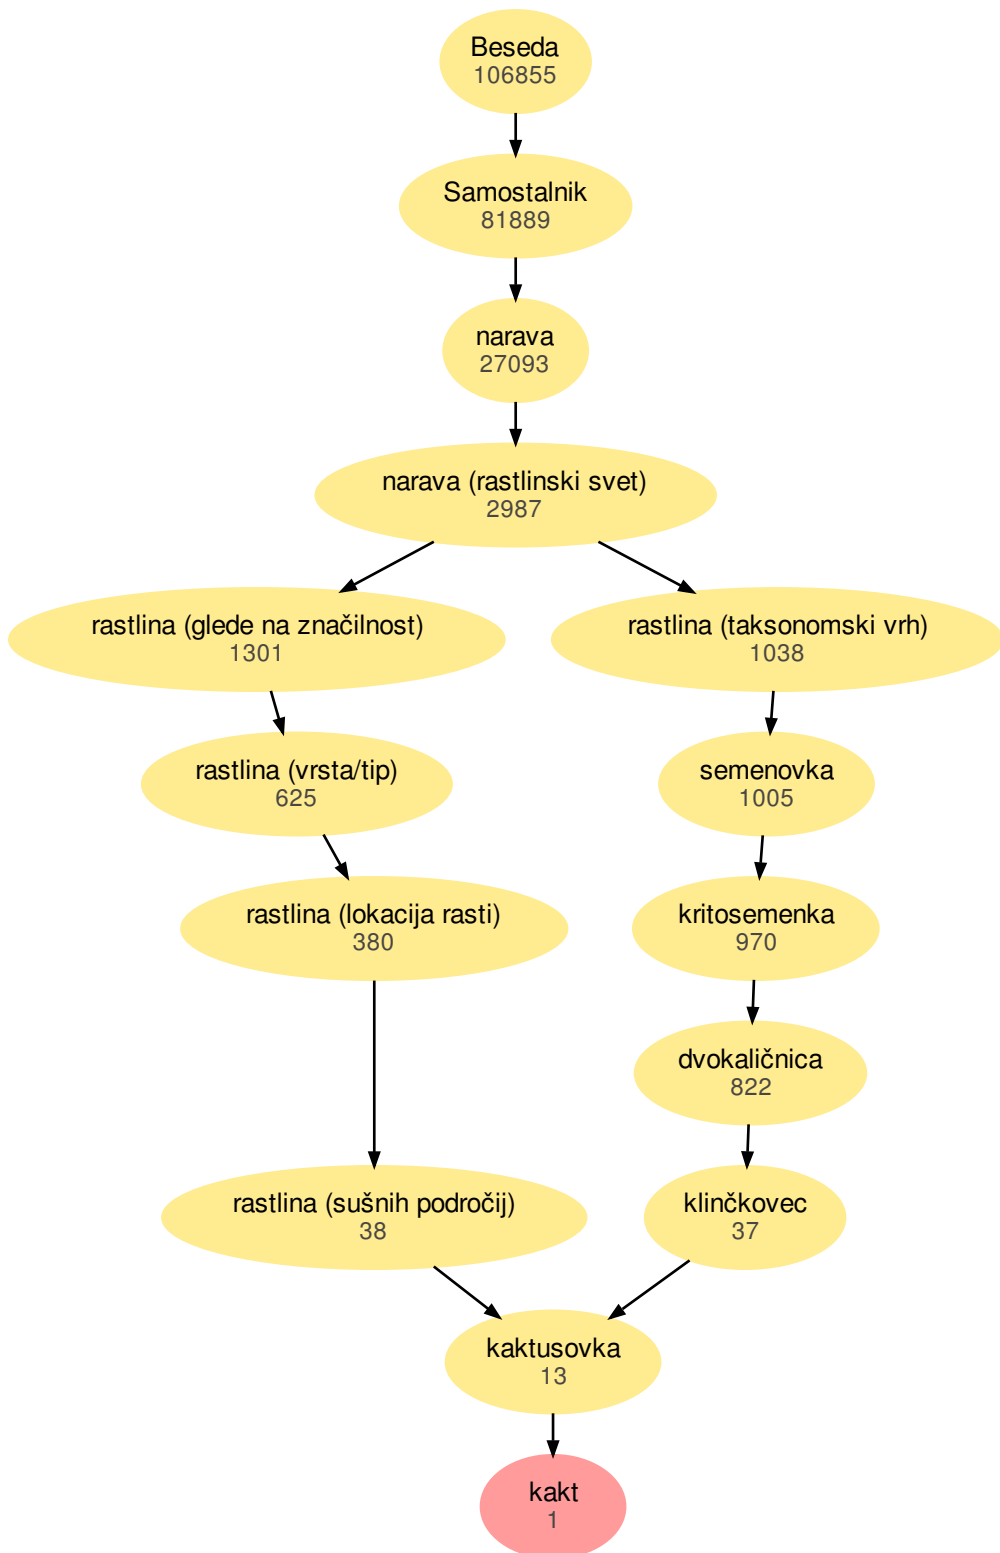 Beseda
106855
Samostalnik
81889
narava
27093
narava (rastlinski svet)
2987
rastlina (glede na značilnost)
1301
rastlina (taksonomski vrh)
1038
rastlina (vrsta/tip)
625
semenovka
1005
rastlina (lokacija rasti)
380
kritosemenka
970
dvokaličnica
822
rastlina (sušnih področij)
38
klinčkovec
37
kaktusovka
13
kakt
1